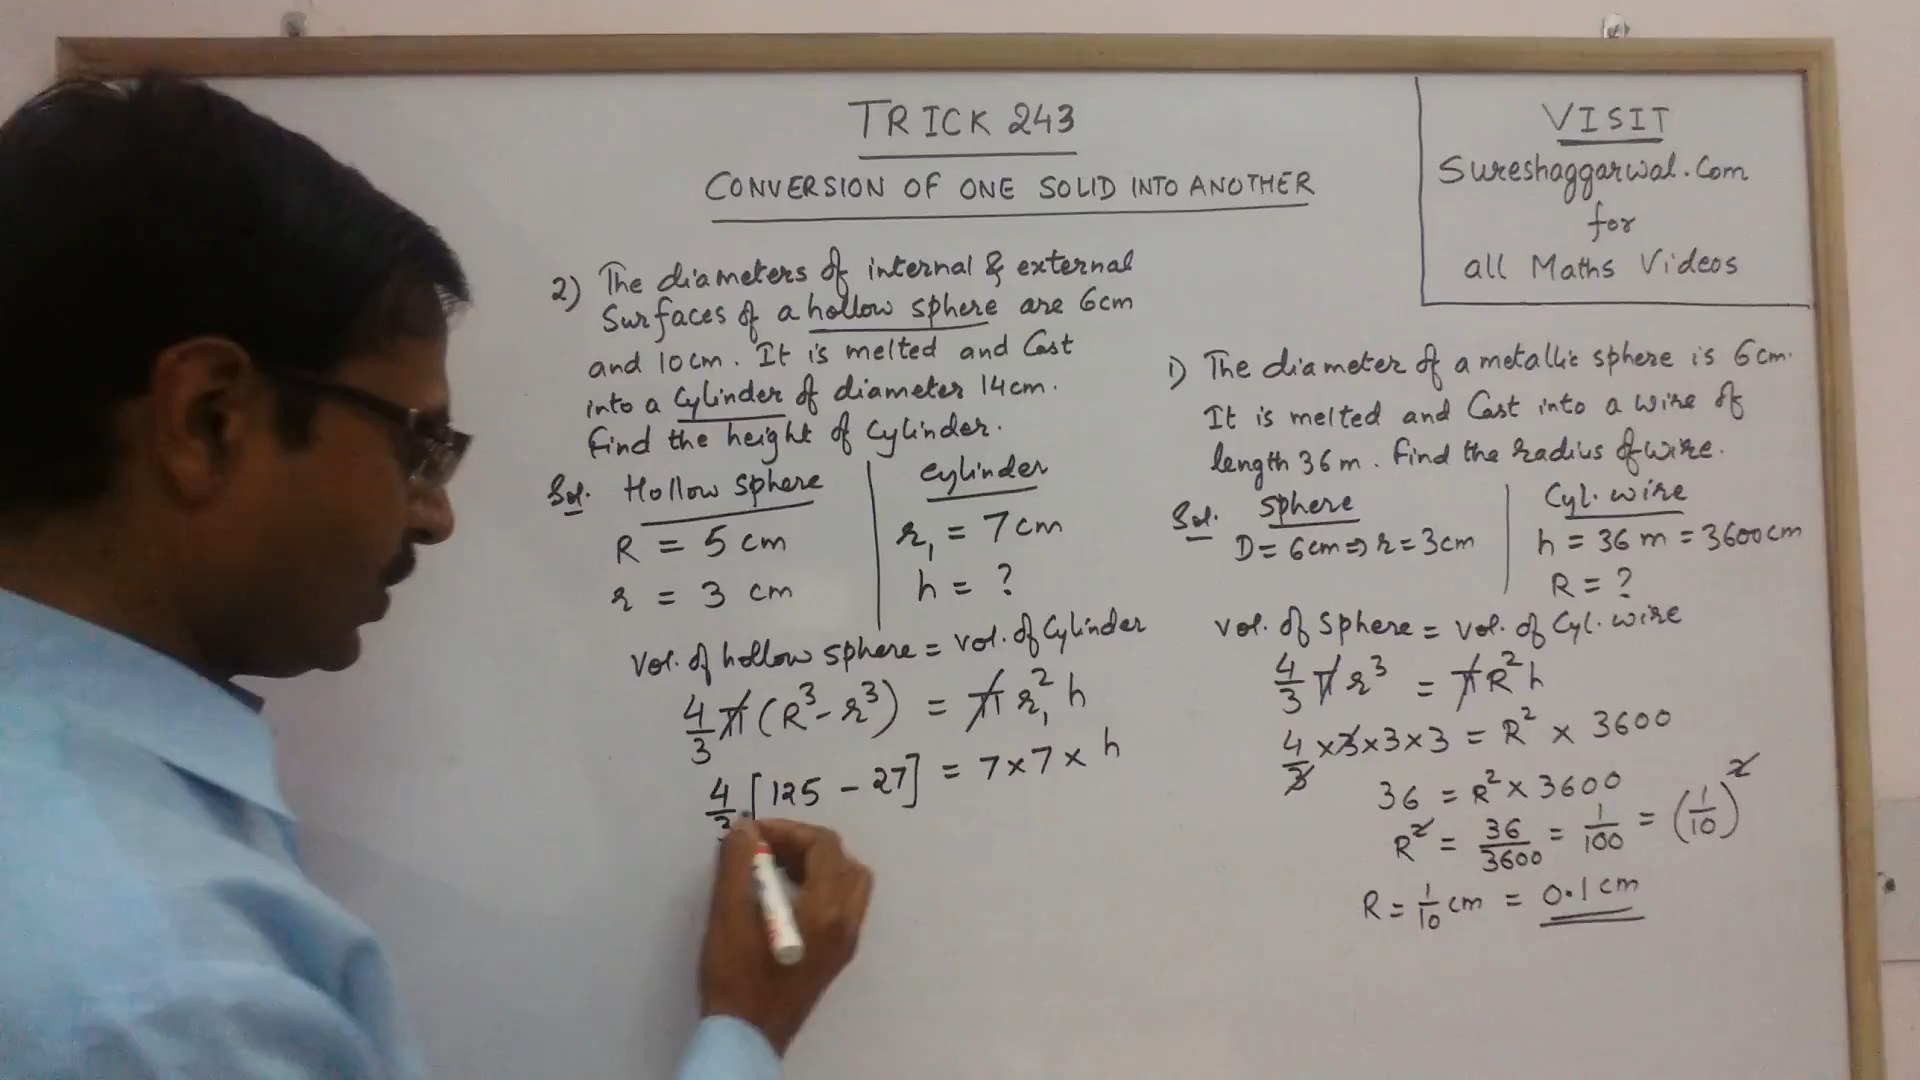 TRICK 243
CONVERSION OF ONE SOLID INTO ANOTHER
VISIT
Sureshaggarwal.Com
for
all Maths Videos
2) The diameters of internal & external
Surfaces of a hollow sphere are 6cm
and 10cm. It is melted and Cast
into a Cylinder of diameter 14cm.
Find the height of Cylinder.
Sol. Hollow sphere | Cylinder
R = 5 cm | r₁ = 7cm
r = 3 cm | h = ?
Vol. of hollow sphere = Vol. of Cylinder
4/3 π (R³ - r³) = π r₁² h
4/3 [125 - 27] = 7×7× h
1) The diameter of a metallic sphere is 6cm.
It is melted and Cast into a wire of
length 36m. Find the radius of wire.
Sol. Sphere | Cyl. wire
D = 6cm ⇒ r = 3cm | h = 36 m = 3600cm
R = ?
Vol. of Sphere = Vol. of Cyl. wire
4/3 π r³ = π R² h
4/3 ×3×3×3 = R² × 3600
36 = R² × 3600
R² = 36/3600 = 1/100 = (1/10)²
R = 1/10 cm = 0.1cm